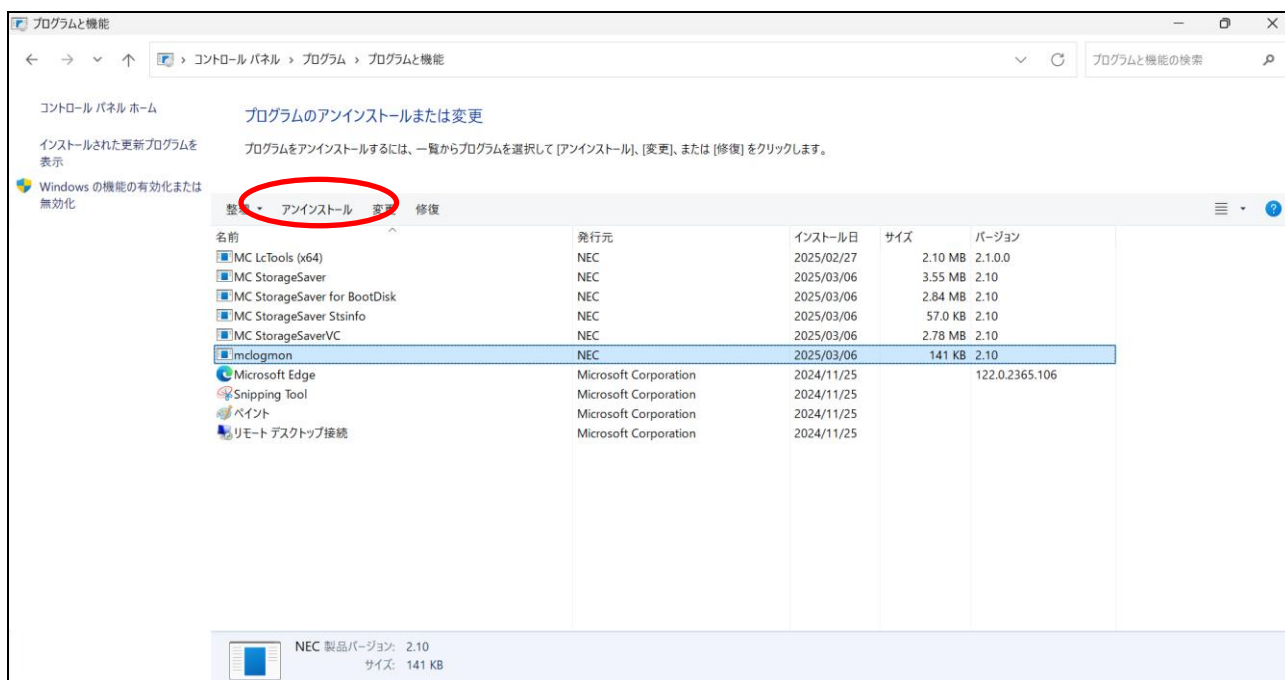 プログラムと機能
コントロール パネル › プログラム › プログラムと機能
プログラムと機能の検索
コントロール パネル ホーム
インストールされた更新プログラムを
表示
Windows の機能の有効化または
無効化
プログラムのアンインストールまたは変更
プログラムをアンインストールするには、一覧からプログラムを選択して [アンインストール]、[変更]、または [修復] をクリックします。
整理 アンインストール 変更 修復
名前 発行元 インストール日 サイズ バージョン
MC LcTools (x64) NEC 2025/02/27 2.10 MB 2.1.0.0
MC StorageSaver NEC 2025/03/06 3.55 MB 2.10
MC StorageSaver for BootDisk NEC 2025/03/06 2.84 MB 2.10
MC StorageSaver Stsinfo NEC 2025/03/06 57.0 KB 2.10
MC StorageSaverVC NEC 2025/03/06 2.78 MB 2.10
mclogmon NEC 2025/03/06 141 KB 2.10
Microsoft Edge Microsoft Corporation 2024/11/25 122.0.2365.106
Snipping Tool Microsoft Corporation 2024/11/25
ペイント Microsoft Corporation 2024/11/25
リモート デスクトップ接続 Microsoft Corporation 2024/11/25
NEC 製品バージョン: 2.10
サイズ: 141 KB